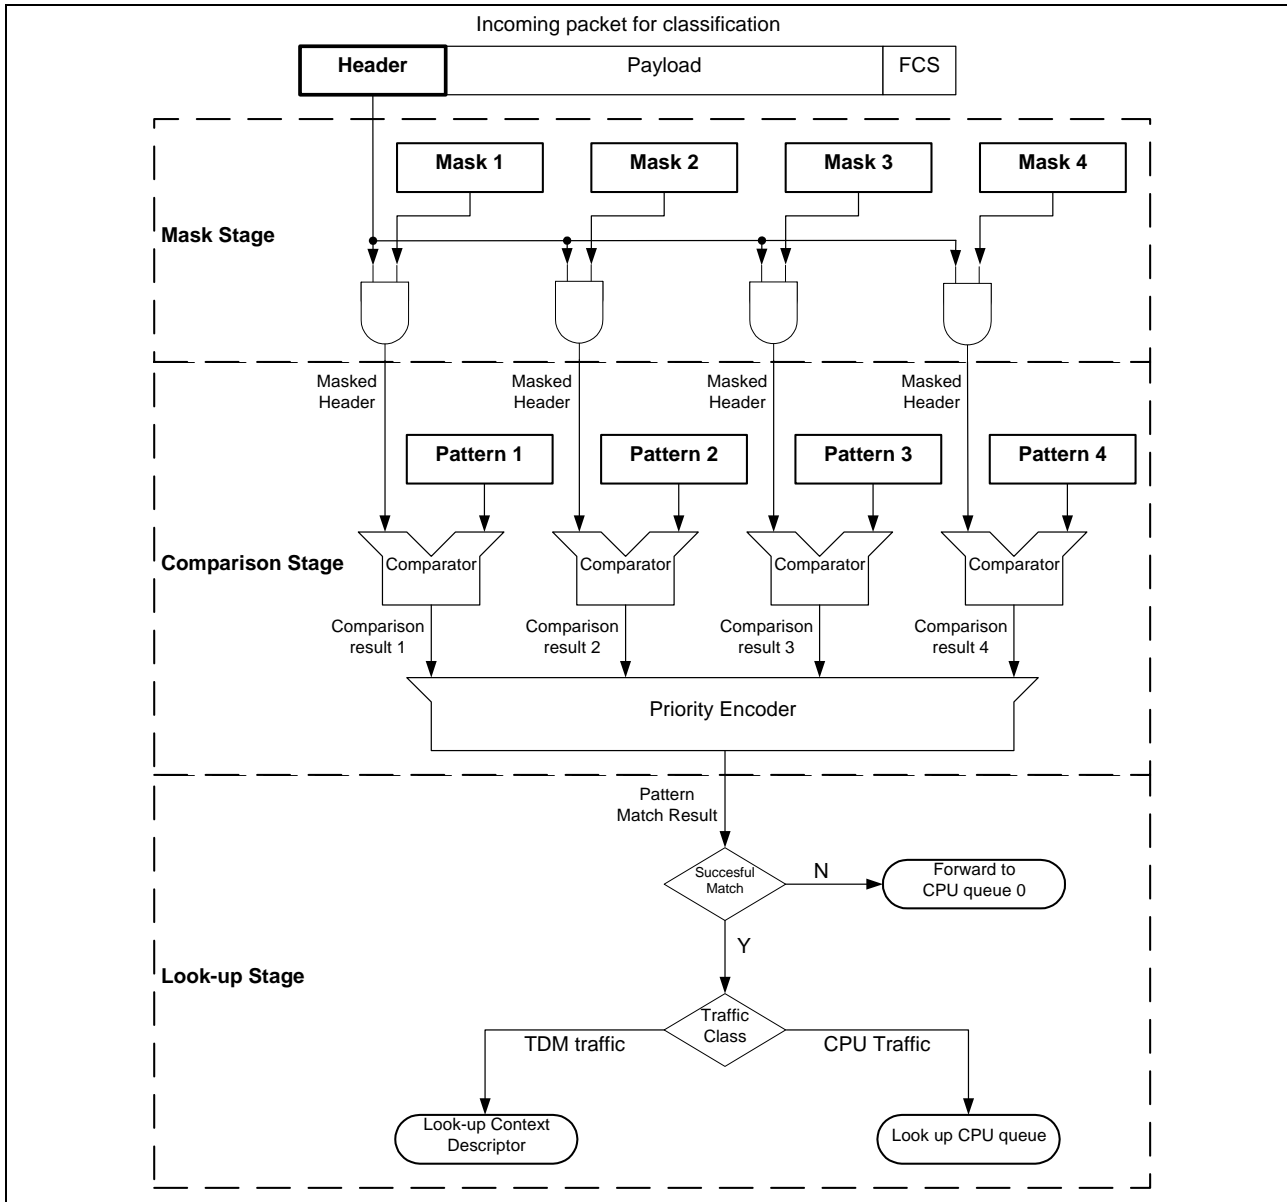 Incoming packet for classification
Header
Payload
FCS
Mask 1
Mask 2
Mask 3
Mask 4
Mask Stage
Masked
Header
Masked
Header
Masked
Header
Masked
Header
Pattern 1
Pattern 2
Pattern 3
Pattern 4
Comparison Stage
Comparator
Comparator
Comparator
Comparator
Comparison
result 1
Comparison
result 2
Comparison
result 3
Comparison
result 4
Priority Encoder
Pattern
Match Result
Succesful
Match
N
Forward to
CPU queue 0
Y
Look-up Stage
Traffic
Class
TDM traffic
CPU Traffic
Look-up Context
Descriptor
Look up CPU queue